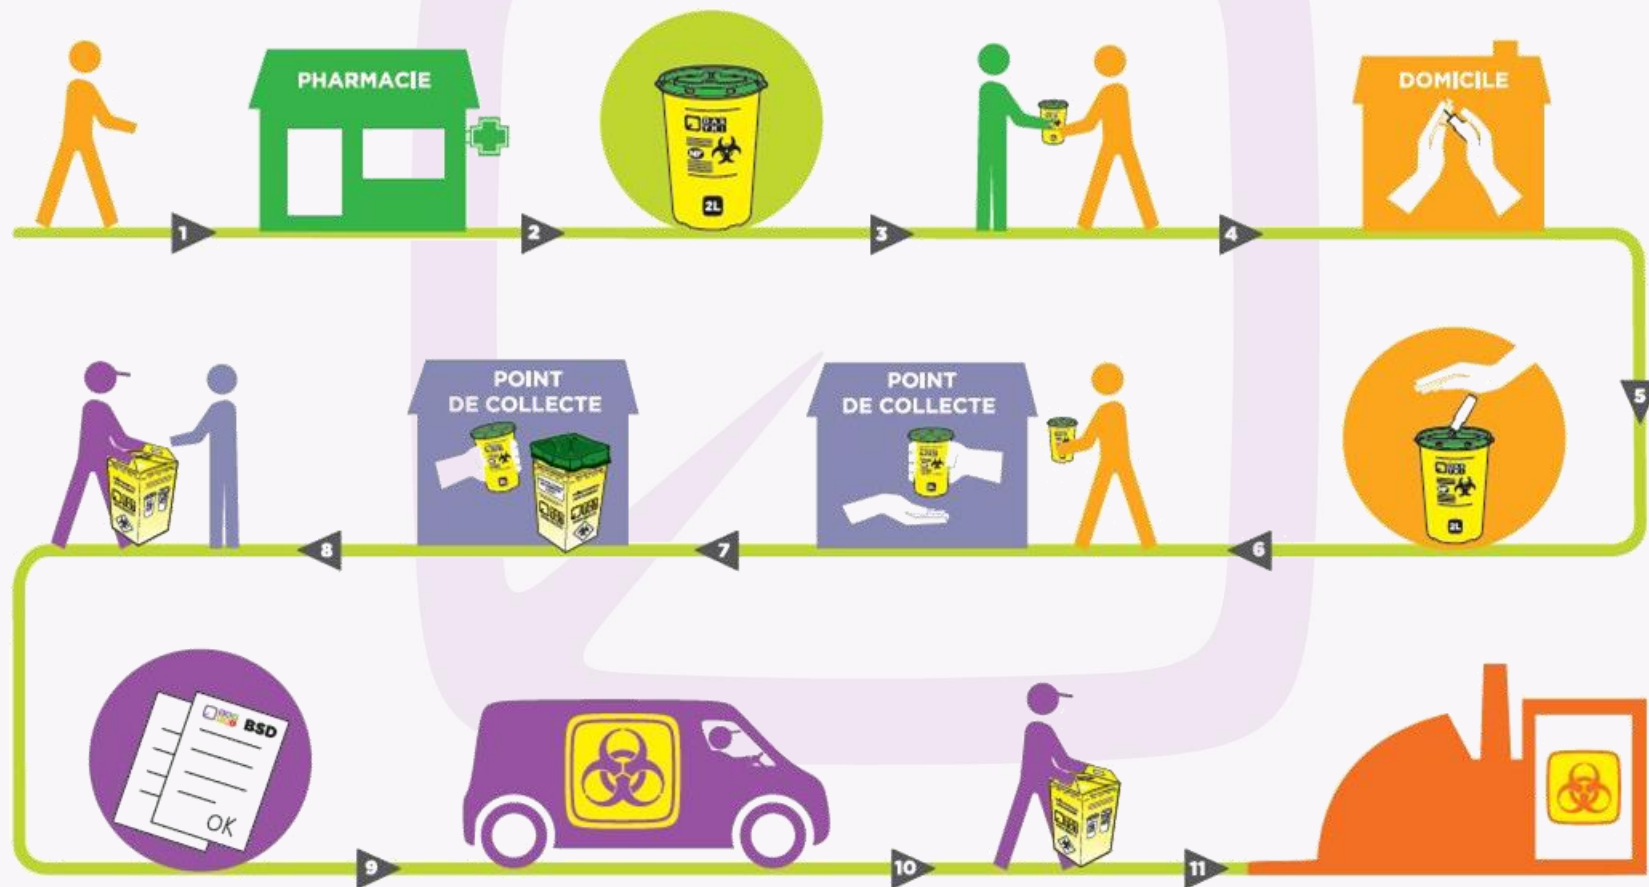 PHARMACIE
DOMICILE
2L
1
2
3
4
POINT
DE COLLECTE
POINT
DE COLLECTE
5
2L
8
7
6
BSD
OK
9
10
11